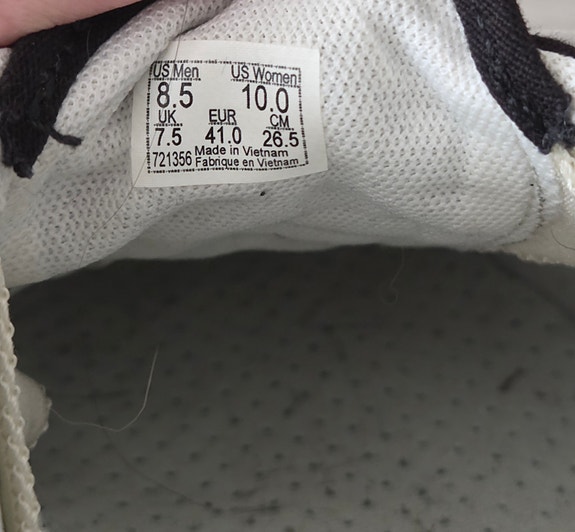 US Men US Women
8.5 10.0
UK EUR CM
7.5 41.0 26.5
721356 Made in Vietnam
Fabrique en Vietnam